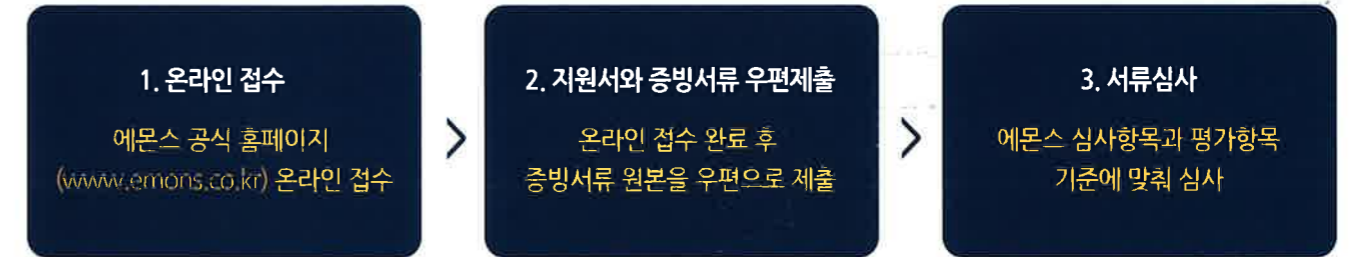 1. 온라인 접수
에몬스 공식 홈페이지
(www.emons.co.kr) 온라인 접수
2. 지원서와 증빙서류 우편제출
온라인 접수 완료 후
증빙서류 원본을 우편으로 제출
3. 서류심사
에몬스 심사항목과 평가항목
기준에 맞춰 심사